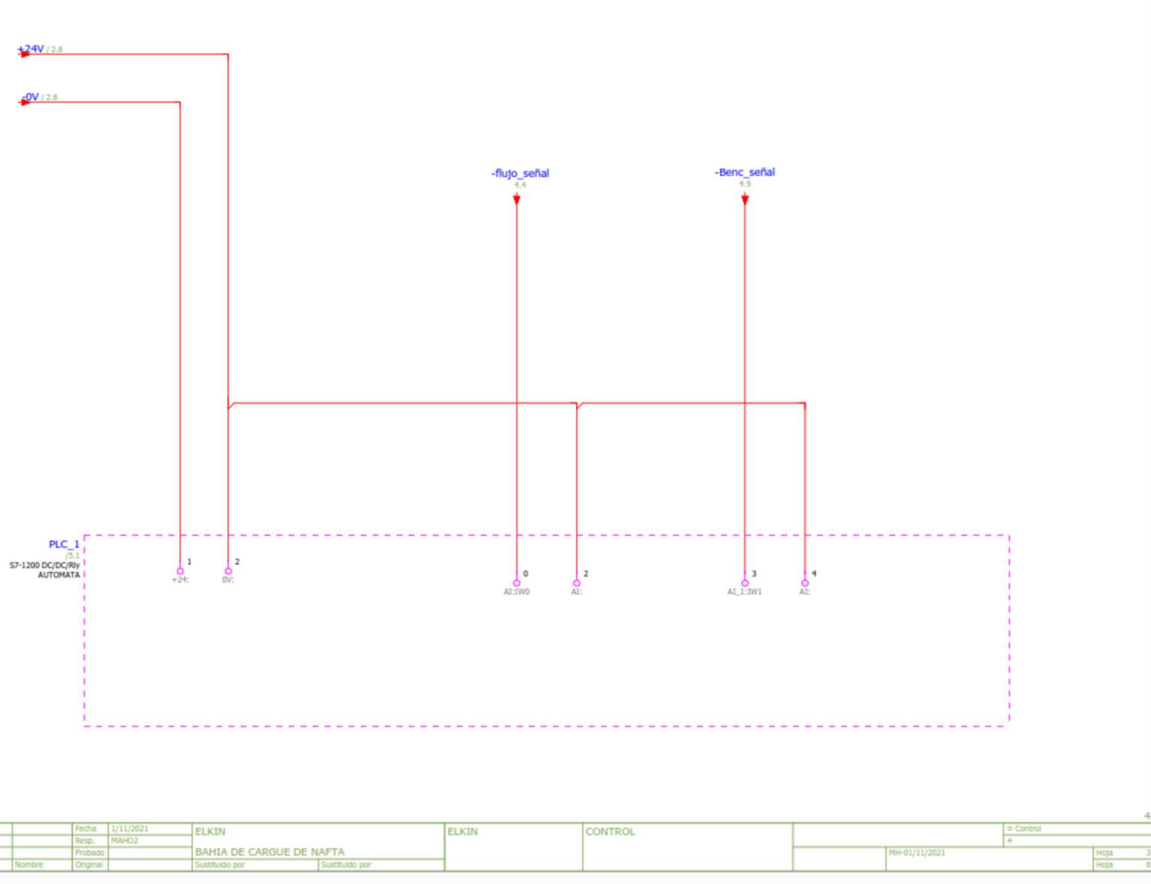 +24V / 2.8
-0V / 2.8
-flujo_señal
4.4
-Benc_señal
4.9
PLC_1
/5.1
S7-1200 DC/DC/Rly
AUTOMATA
1
+24:
2
0V:
0
AI:IW0
2
AI:
3
AI_1:IW1
4
AI:
4
Fecha 1/11/2021 ELKIN ELKIN CONTROL = Control
Resp. MAHO2 +
Probado BAHIA DE CARGUE DE NAFTA MH-01/11/2021 Hoja 3
Nombre Original Sustituido por Sustituido por Hoja 6